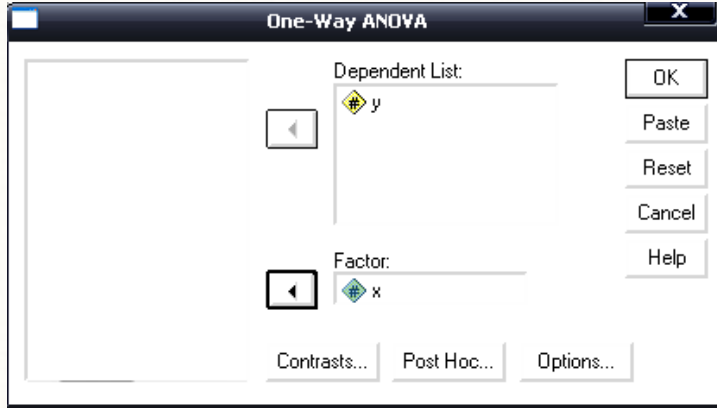 One-Way ANOVA
X
Dependent List:
# y
OK
Paste
Reset
Cancel
Help
Factor:
# x
Contrasts...
Post Hoc...
Options...